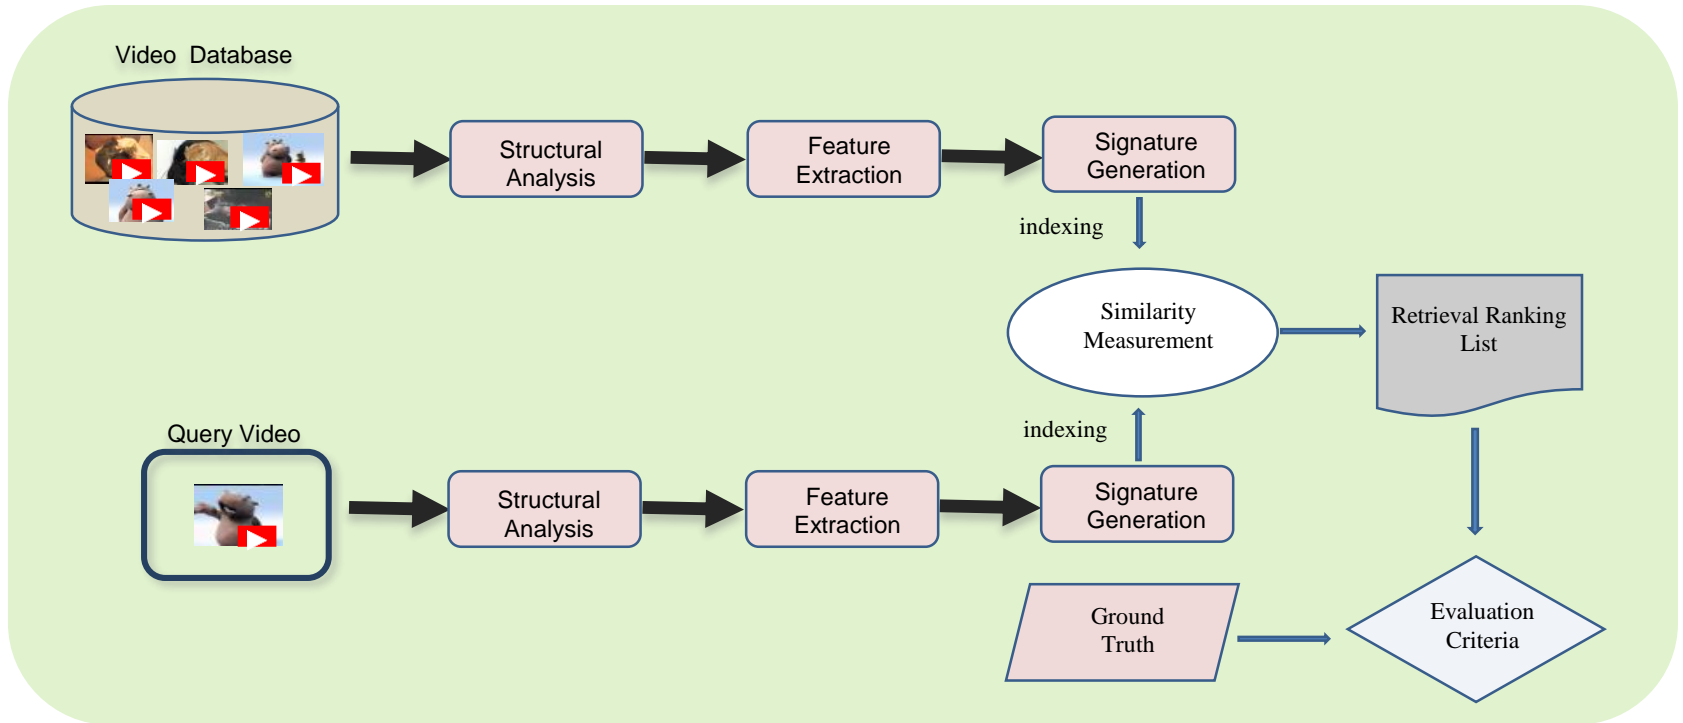 Video Database
Structural
Analysis
Feature
Extraction
Signature
Generation
indexing
Similarity
Measurement
Retrieval Ranking
List
Query Video
indexing
Structural
Analysis
Feature
Extraction
Signature
Generation
Ground
Truth
Evaluation
Criteria